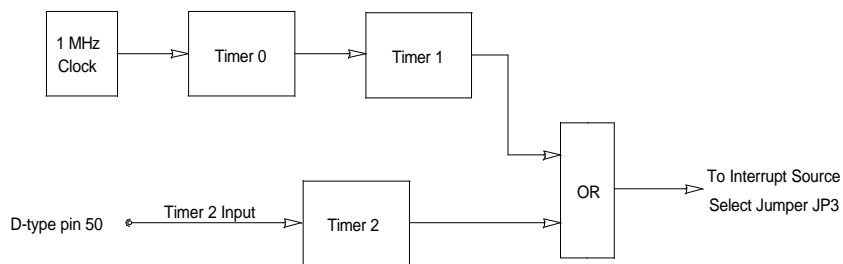 1 MHz
Clock
Timer 0
Timer 1
OR
To Interrupt Source
Select Jumper JP3
D-type pin 50
Timer 2 Input
Timer 2